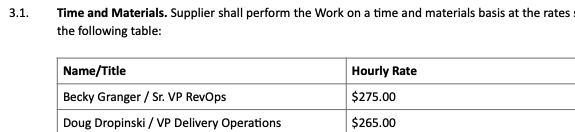 3.1. Time and Materials. Supplier shall perform the Work on a time and materials basis at the rates
the following table:
Name/Title Hourly Rate
Becky Granger / Sr. VP RevOps $275.00
Doug Dropinski / VP Delivery Operations $265.00